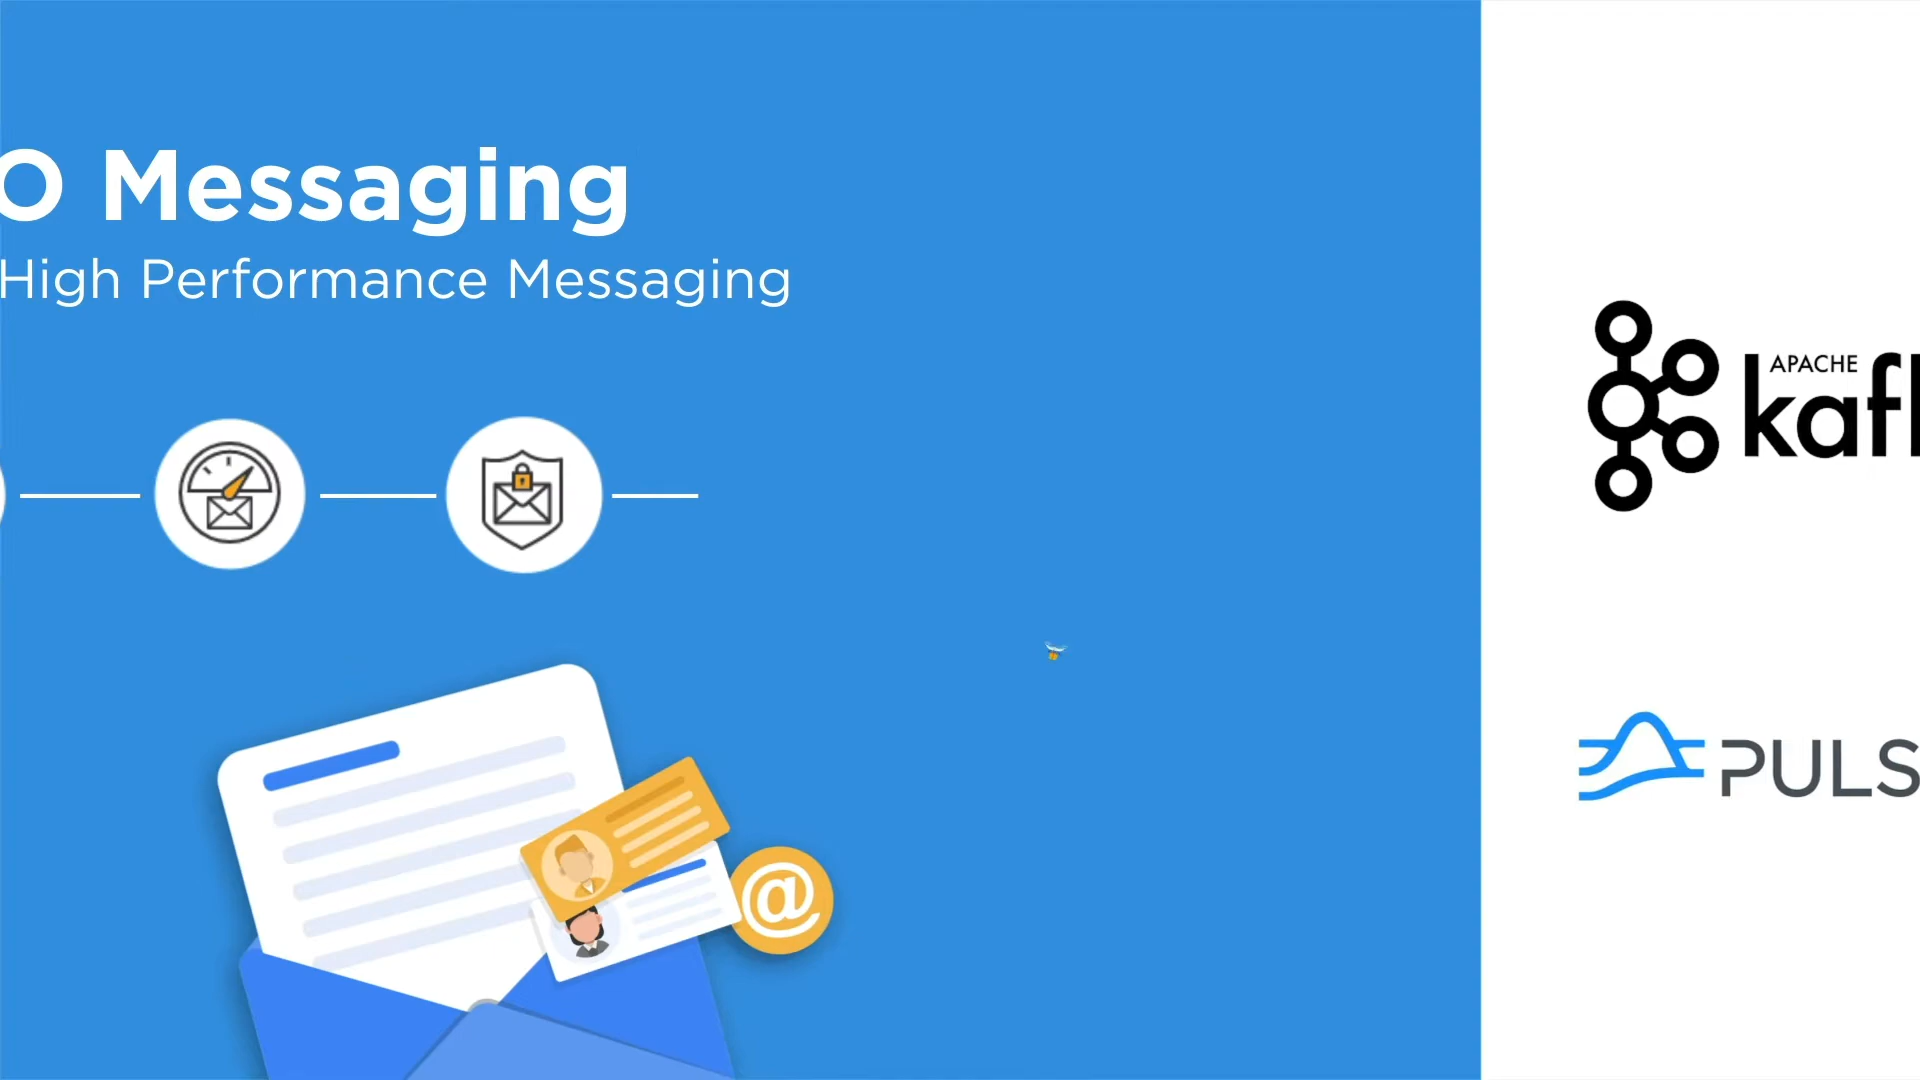 O Messaging
High Performance Messaging
APACHE
kaf
PULS
@